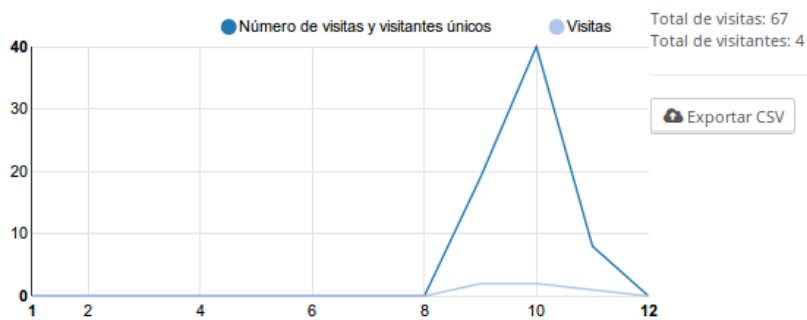 Número de visitas y visitantes únicos Visitas
Total de visitas: 67
Total de visitantes: 4
Exportar CSV
40
30
20
10
0
1 2 4 6 8 10 12